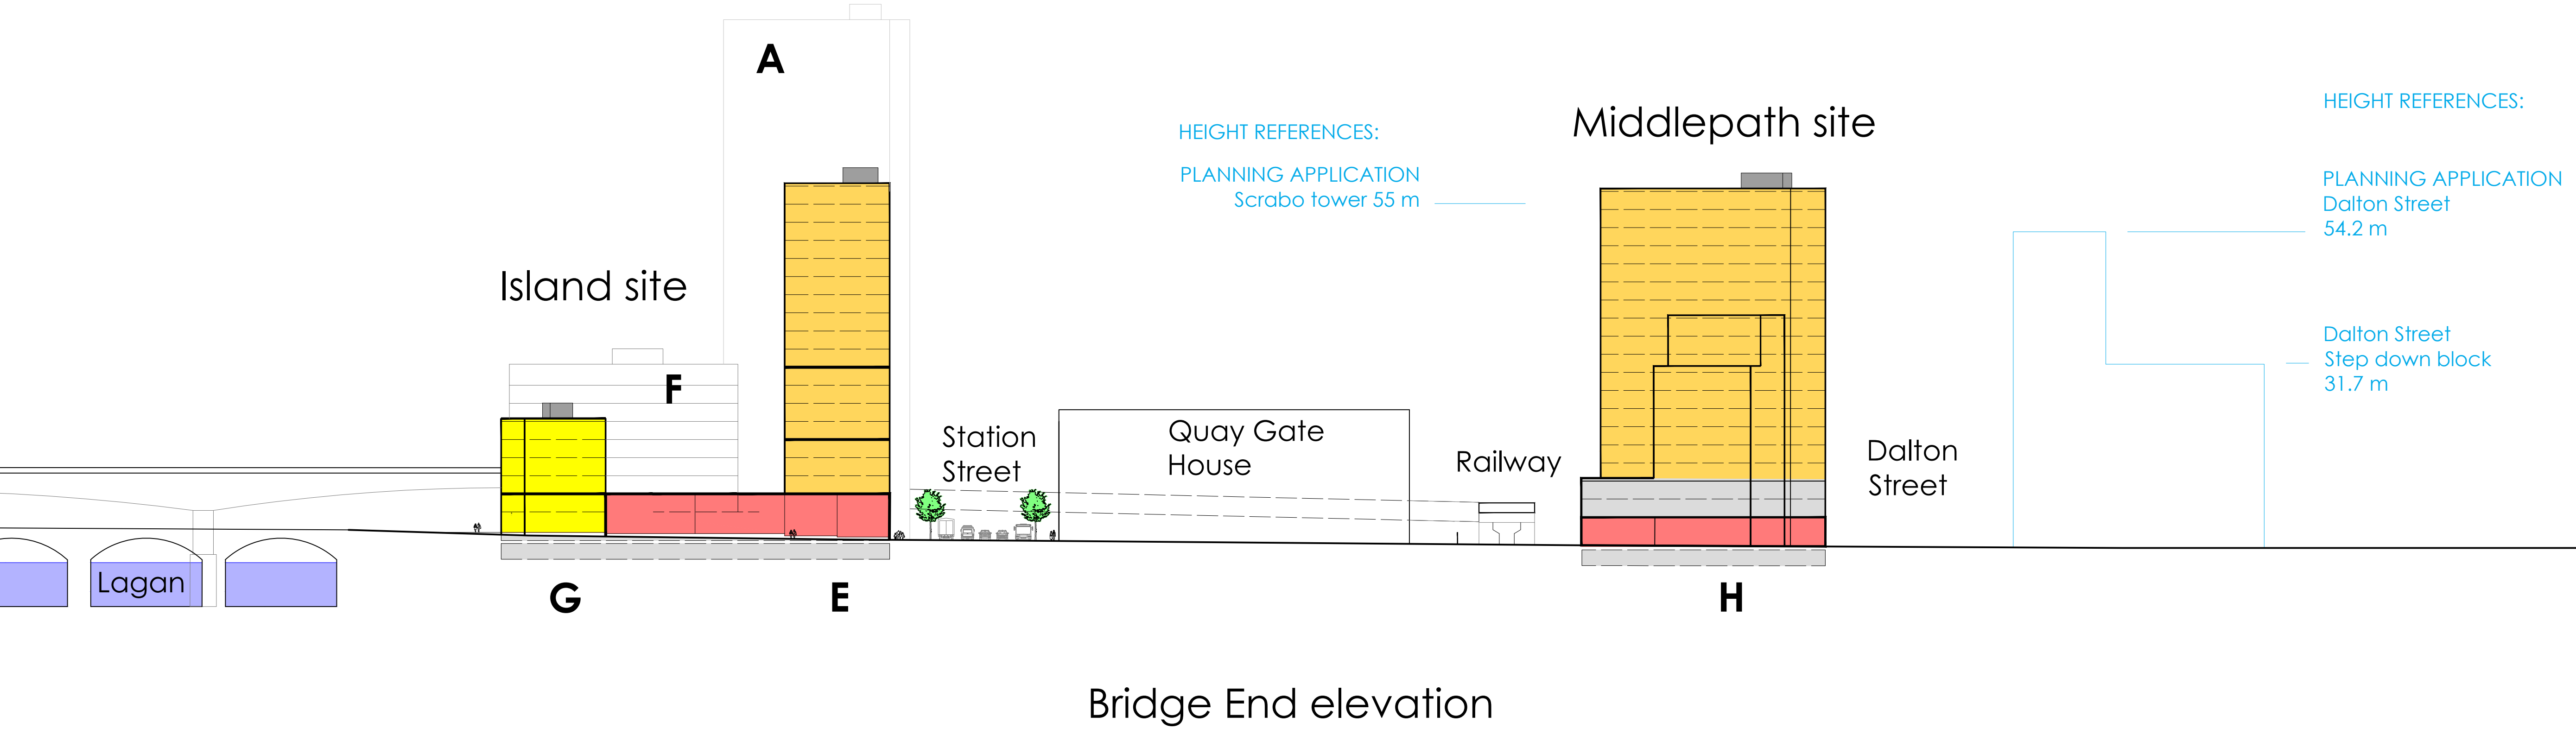 A
HEIGHT REFERENCES:
PLANNING APPLICATION
Scrabo tower 55 m
Middlepath site
HEIGHT REFERENCES:
PLANNING APPLICATION
Dalton Street
54.2 m
Island site
F
Dalton Street
Step down block
31.7 m
Station
Street
Quay Gate
House
Railway
Dalton
Street
Lagan
G
E
H
Bridge End elevation